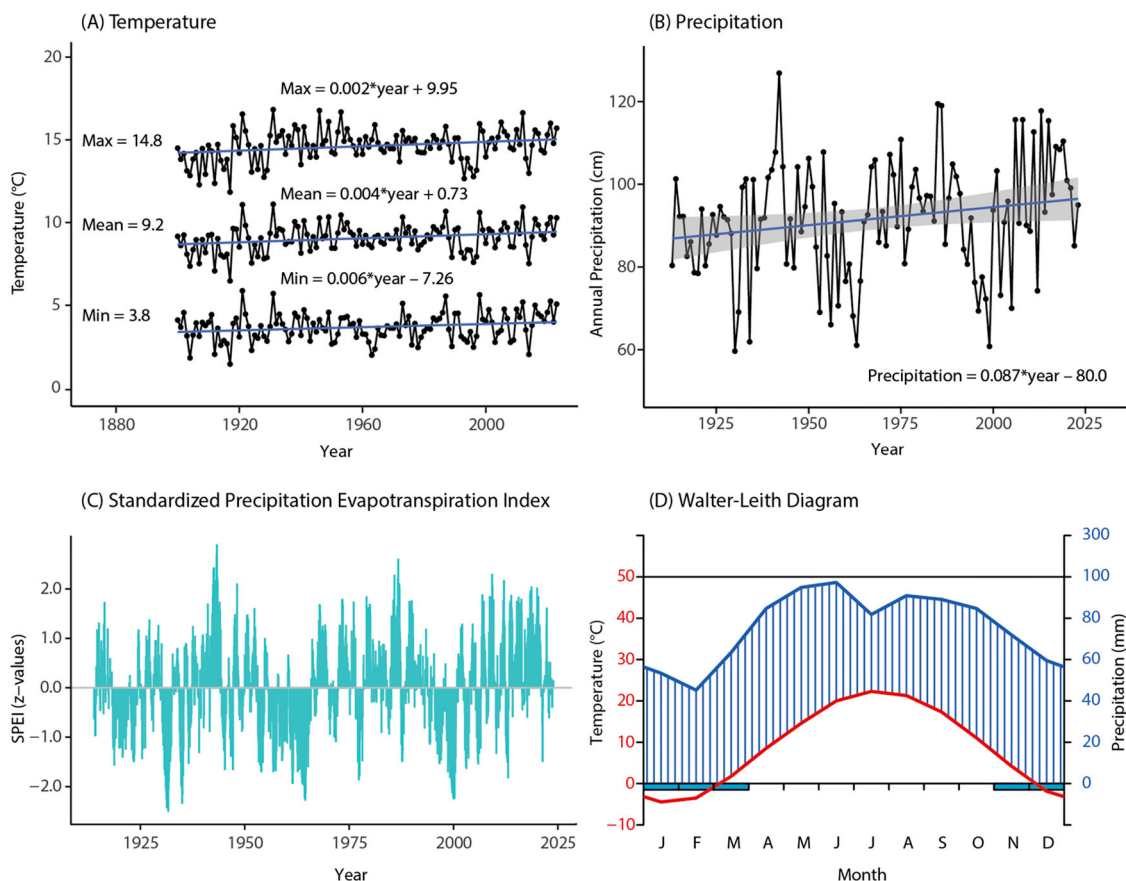 (A) Temperature
20
15
10
5
0
Temperature (°C)
Max = 0.002*year + 9.95
Max = 14.8
Mean = 0.004*year + 0.73
Mean = 9.2
Min = 0.006*year – 7.26
Min = 3.8
1880
1920
1960
2000
Year
(B) Precipitation
120
100
80
60
Annual Precipitation (cm)
Precipitation = 0.087*year – 80.0
1925
1950
1975
2000
2025
Year
(C) Standardized Precipitation Evapotranspiration Index
2.0
1.0
0.0
−1.0
−2.0
SPEI (z−values)
1925
1950
1975
2000
2025
Year
(D) Walter-Leith Diagram
50
40
30
20
10
0
−10
Temperature (°C)
300
100
80
60
40
20
0
Precipitation (mm)
J F M A M J J A S O N D
Month